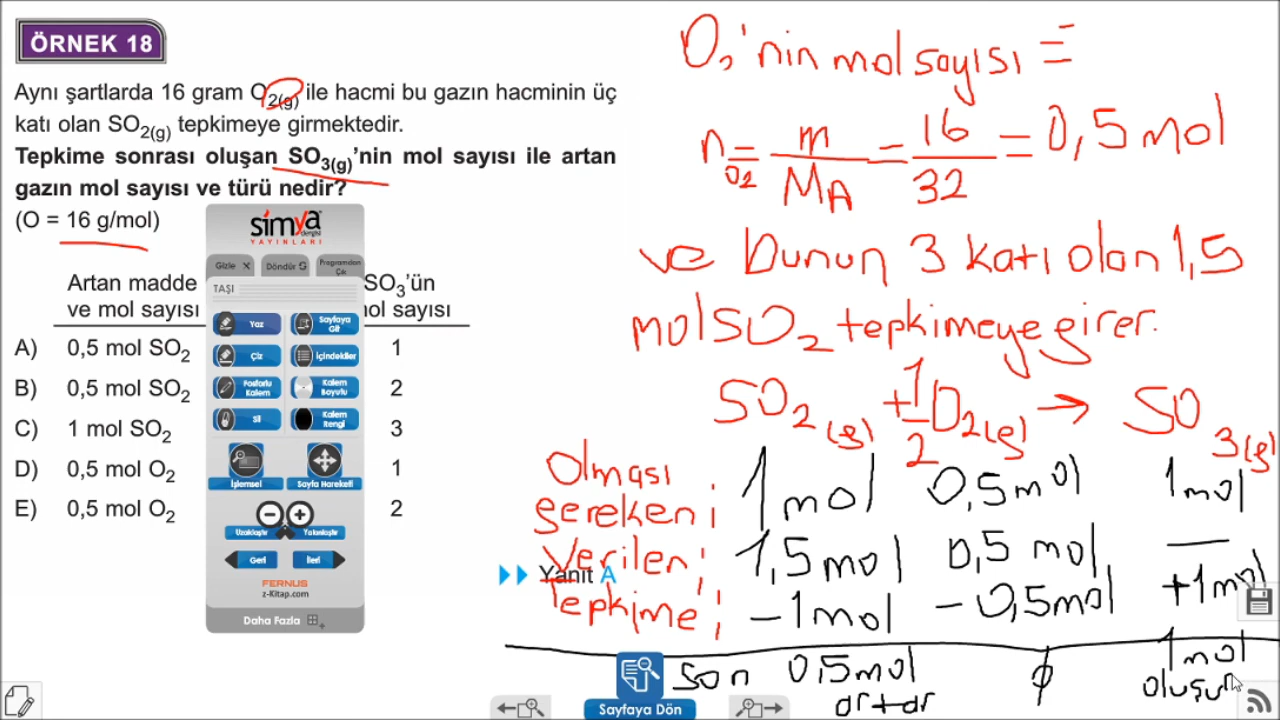 ÖRNEK 18
Aynı şartlarda 16 gram O2(g) ile hacmi bu gazın hacminin üç
katı olan SO2(g) tepkimeye girmektedir.
Tepkime sonrası oluşan SO3(g)'nin mol sayısı ile artan
gazın mol sayısı ve türü nedir?
(O = 16 g/mol)
Artan madde
ve mol sayısı
SO3'ün
mol sayısı
A) 0,5 mol SO2 1
B) 0,5 mol SO2 2
C) 1 mol SO2 3
D) 0,5 mol O2 1
E) 0,5 mol O2 2
Yanıt A
simya
dergisi
YAYINLARI
Gizle X
Döndür
Programdan Çık
TAŞI
Yaz
Sayfaya Git
Çiz
İçindekiler
Fosforlu Kalem
Kalem Boyutu
Sil
Kalem Rengi
İşlemsel
Sayfa Hareketi
Uzaklaştır
Yakınlaştır
Geri
İleri
FERNUS
z-Kitap.com
Daha Fazla
O2'nin mol sayısı =
nO2 = m/MA = 16/32 = 0,5 mol
ve bunun 3 katı olan 1,5
mol SO2 tepkimeye girer.
SO2(g) + 1/2 O2(g) → SO3(g)
Olması gereken; 1 mol 0,5 mol 1 mol
Verilen; 1,5 mol 0,5 mol —
Tepkime; -1 mol -0,5 mol +1 mol
son 0,5 mol artar ϕ 1 mol oluşur
Sayfaya Dön